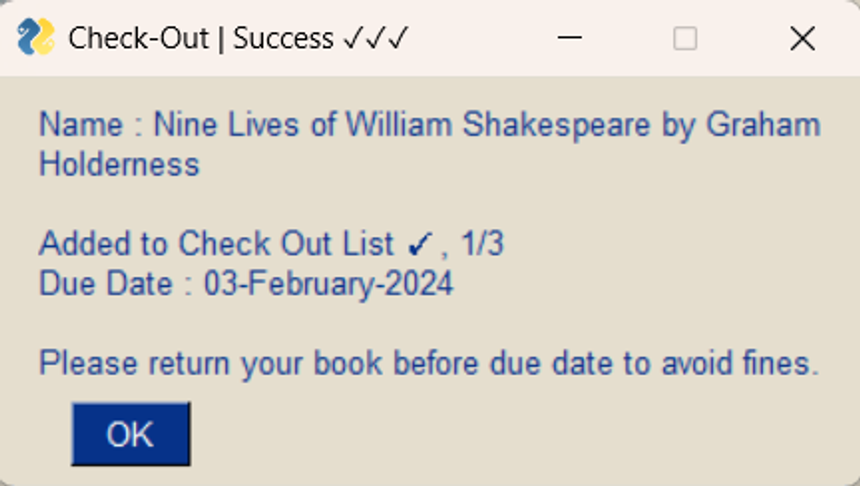 Check-Out | Success ✓✓✓
Name : Nine Lives of William Shakespeare by Graham
Holderness
Added to Check Out List ✓ , 1/3
Due Date : 03-February-2024
Please return your book before due date to avoid fines.
OK